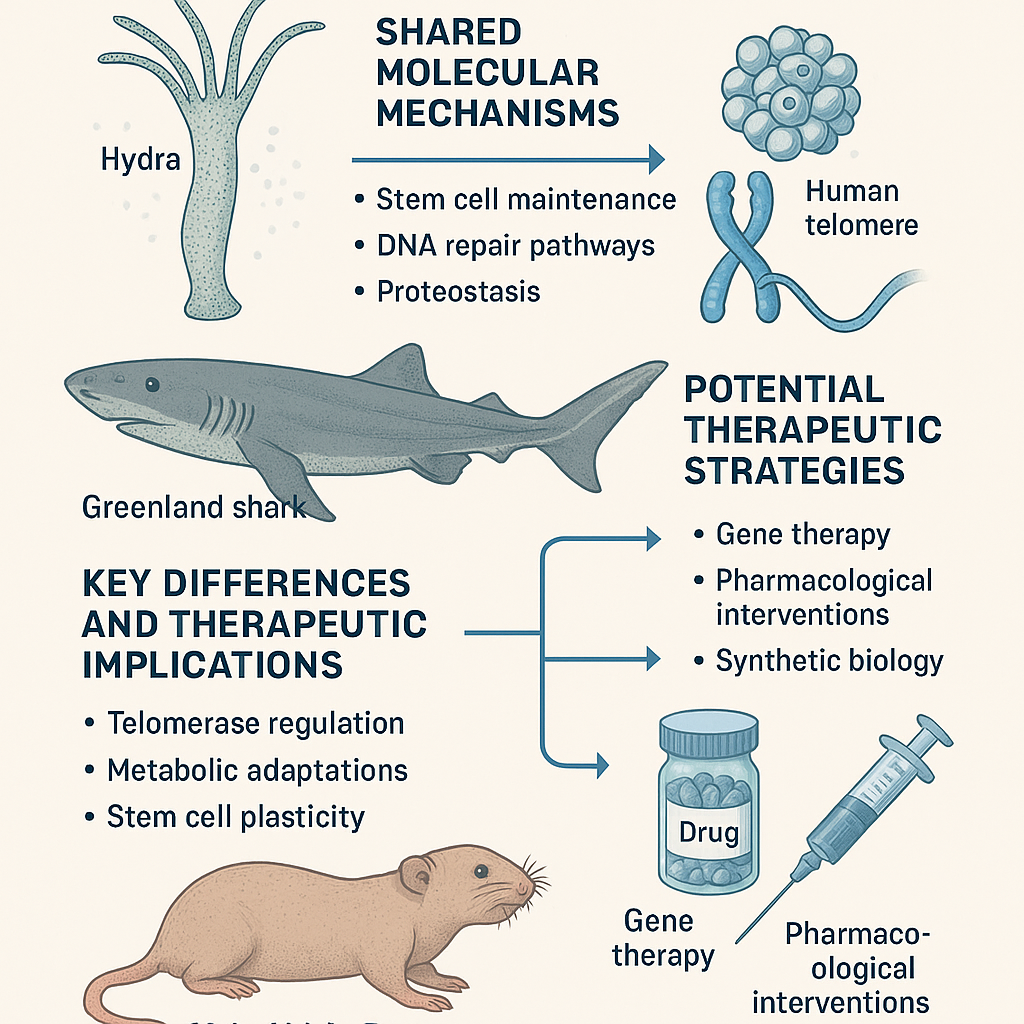 SHARED
MOLECULAR
MECHANISMS
Hydra
• Stem cell maintenance
• DNA repair pathways
• Proteostasis
Human
telomere
Greenland shark
POTENTIAL
THERAPEUTIC
STRATEGIES
• Gene therapy
• Pharmacological
interventions
• Synthetic biology
KEY DIFFERENCES
AND THERAPEUTIC
IMPLICATIONS
• Telomerase regulation
• Metabolic adaptations
• Stem cell plasticity
Drug
Gene
therapy
Pharmaco-
ological
interventions